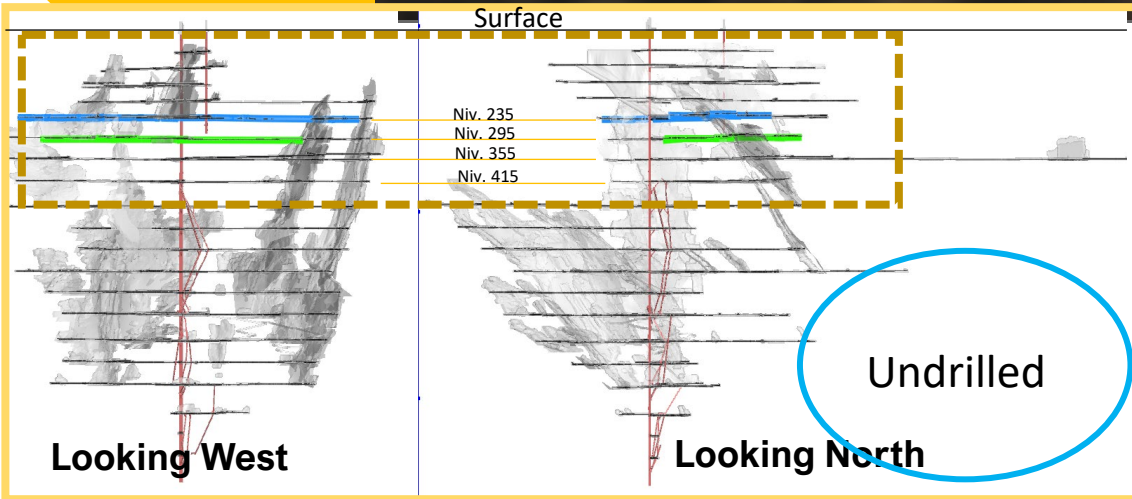 Surface
Niv. 235
Niv. 295
Niv. 355
Niv. 415
Undrilled
Looking West
Looking North